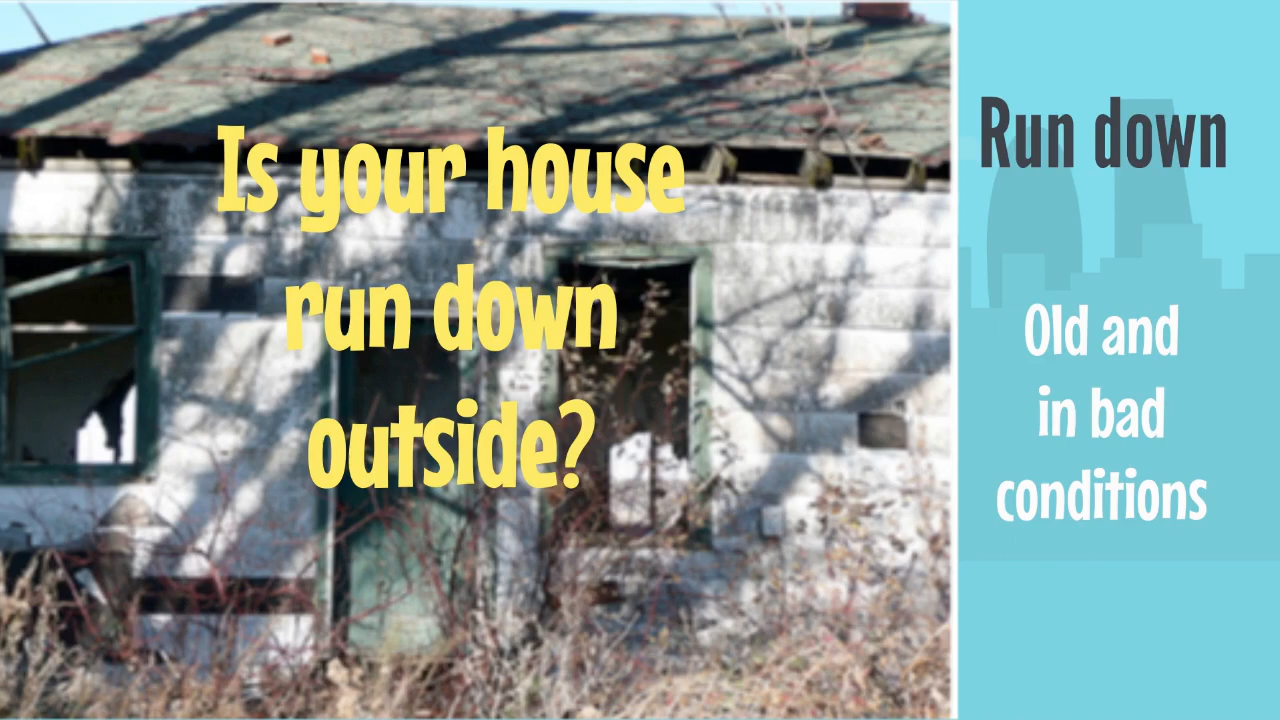 Is your house
run down
outside?
Run down
Old and
in bad
conditions